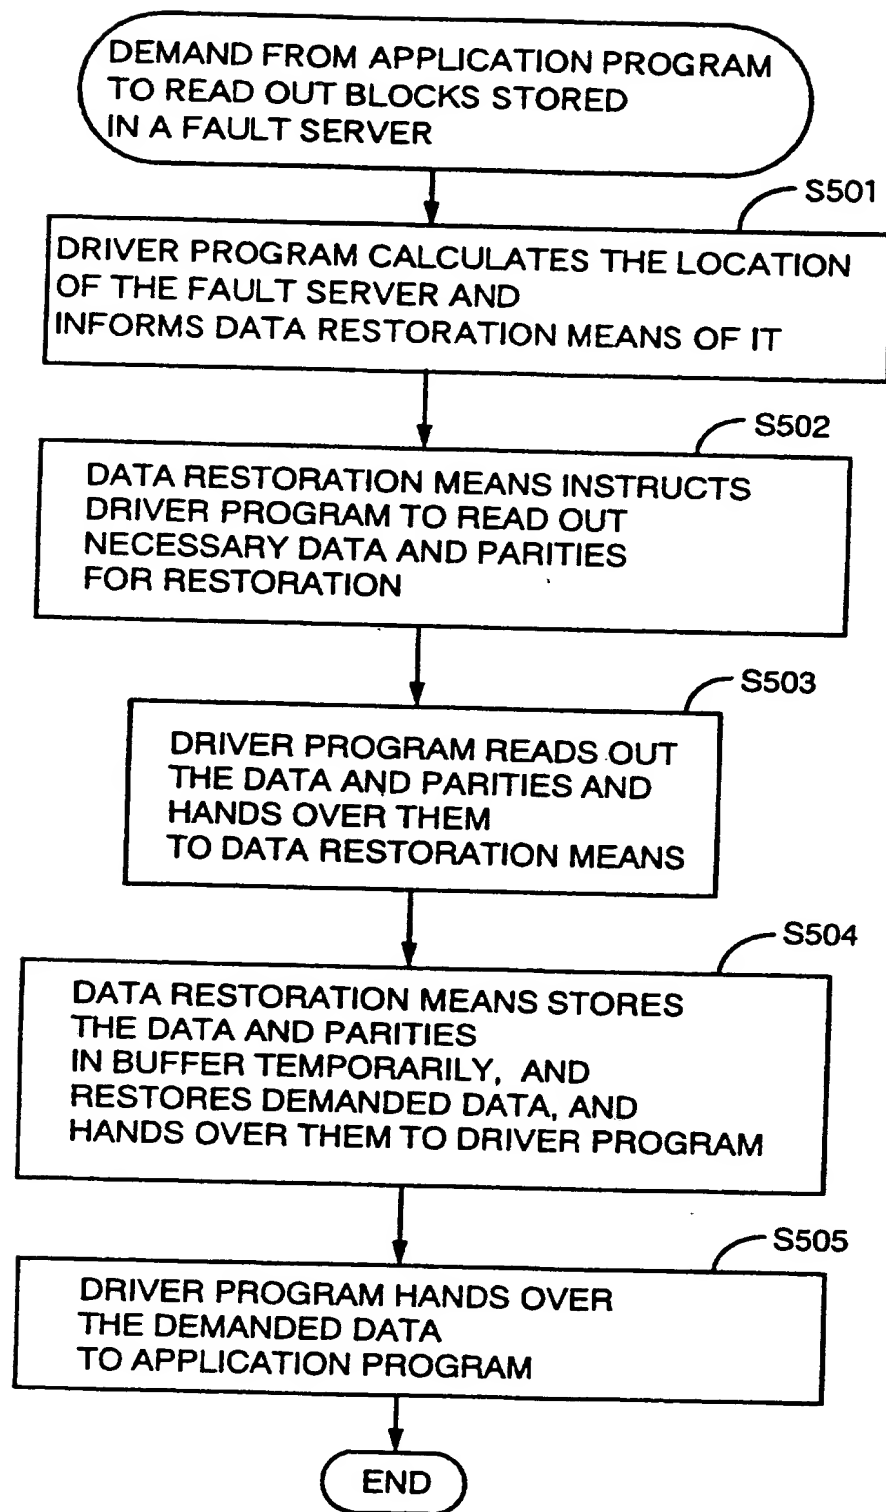 DEMAND FROM APPLICATION PROGRAM
TO READ OUT BLOCKS STORED
IN A FAULT SERVER
S501
DRIVER PROGRAM CALCULATES THE LOCATION
OF THE FAULT SERVER AND
INFORMS DATA RESTORATION MEANS OF IT
S502
DATA RESTORATION MEANS INSTRUCTS
DRIVER PROGRAM TO READ OUT
NECESSARY DATA AND PARITIES
FOR RESTORATION
S503
DRIVER PROGRAM READS OUT
THE DATA AND PARITIES AND
HANDS OVER THEM
TO DATA RESTORATION MEANS
S504
DATA RESTORATION MEANS STORES
THE DATA AND PARITIES
IN BUFFER TEMPORARILY, AND
RESTORES DEMANDED DATA, AND
HANDS OVER THEM TO DRIVER PROGRAM
S505
DRIVER PROGRAM HANDS OVER
THE DEMANDED DATA
TO APPLICATION PROGRAM
END